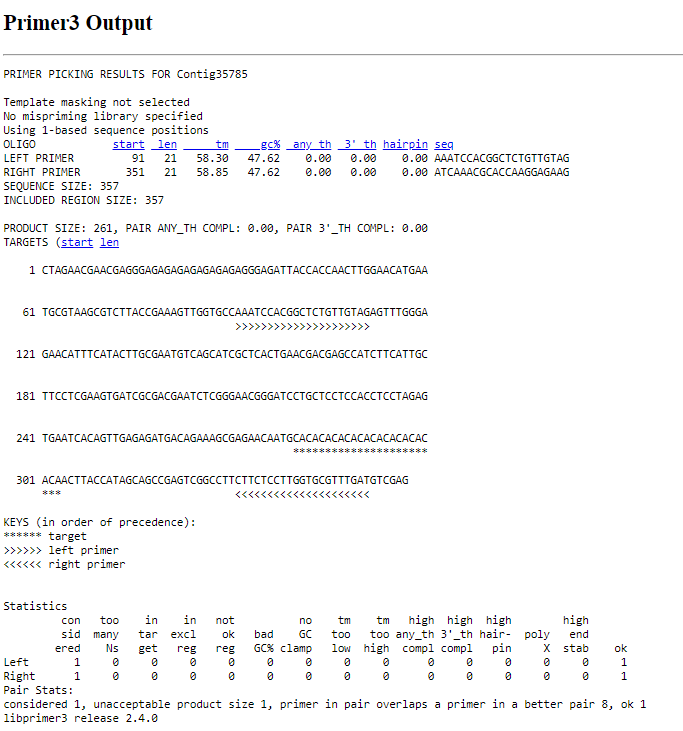 Primer3 Output
PRIMER PICKING RESULTS FOR Contig35785
Template masking not selected
No mispriming library specified
Using 1-based sequence positions
OLIGO            start  len      tm     gc%  any_th  3'_th hairpin seq
LEFT PRIMER         91   21   58.30   47.62    0.00   0.00    0.00 AAATCCACGGCTCTGTTGTAG
RIGHT PRIMER       351   21   58.85   47.62    0.00   0.00    0.00 ATCAAACGCACCAAGGAGAAG
SEQUENCE SIZE: 357
INCLUDED REGION SIZE: 357
PRODUCT SIZE: 261, PAIR ANY_TH COMPL: 0.00, PAIR 3'_TH COMPL: 0.00
TARGETS (start len
1 CTAGAACGAACGAGGGAGAGAGAGAGAGAGAGGGAGATTACCACCAACTTGGAACATGAA
61 TGCGTAAGCGTCTTACCGAAAGTTGGTGCCAAATCCACGGCTCTGTTGTAGAGTTTGGGA
>>>>>>>>>>>>>>>>>>>>>
121 GAACATTTCATACTTGCGAATGTCAGCATCGCTCACTGAACGACGAGCCATCTTCATTGC
181 TTCCTCGAAGTGATCGCGACGAATCTCGGGAACGGGATCCTGCTCCTCCACCTCCTAGAG
241 TGAATCACAGTTGAGAGATGACAGAAAGCGAGAACAATGCACACACACACACACACACAC
*********************
301 ACAACTTACCATAGCAGCCGAGTCGGCCTTCTTCTCCTTGGTGCGTTTGATGTCGAG
***                           <<<<<<<<<<<<<<<<<<<<<
KEYS (in order of precedence):
****** target
>>>>>> left primer
<<<<<< right primer
Statistics
con   too    in    in   not          no    tm    tm  high  high  high        high
sid  many   tar  excl    ok   bad    GC   too   too any_th 3'_th hair-  poly   end
ered    Ns   get   reg   reg   GC% clamp   low  high compl compl   pin     X  stab    ok
Left         1     0     0     0     0     0     0     0     0     0     0     0     0     0     1
Right        1     0     0     0     0     0     0     0     0     0     0     0     0     0     1
Pair Stats:
considered 1, unacceptable product size 1, primer in pair overlaps a primer in a better pair 8, ok 1
libprimer3 release 2.4.0